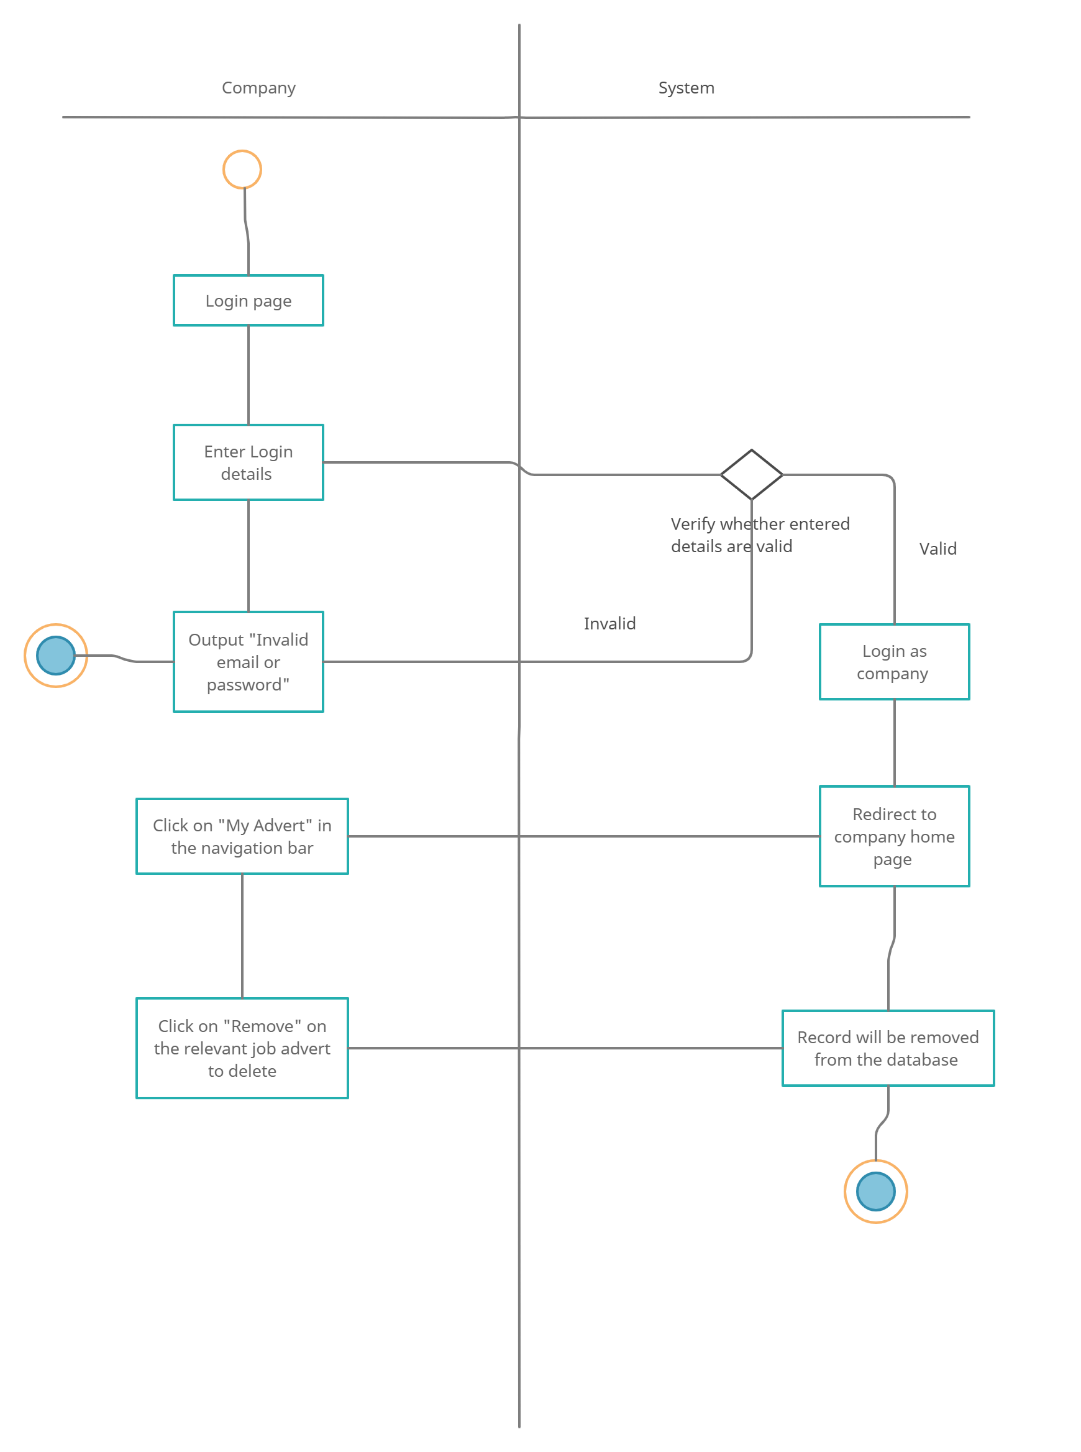 Company
System
Login page
Enter Login
details
Verify whether entered
details are valid
Valid
Invalid
Output "Invalid
email or
password"
Login as
company
Click on "My Advert" in
the navigation bar
Redirect to
company home
page
Click on "Remove" on
the relevant job advert
to delete
Record will be removed
from the database